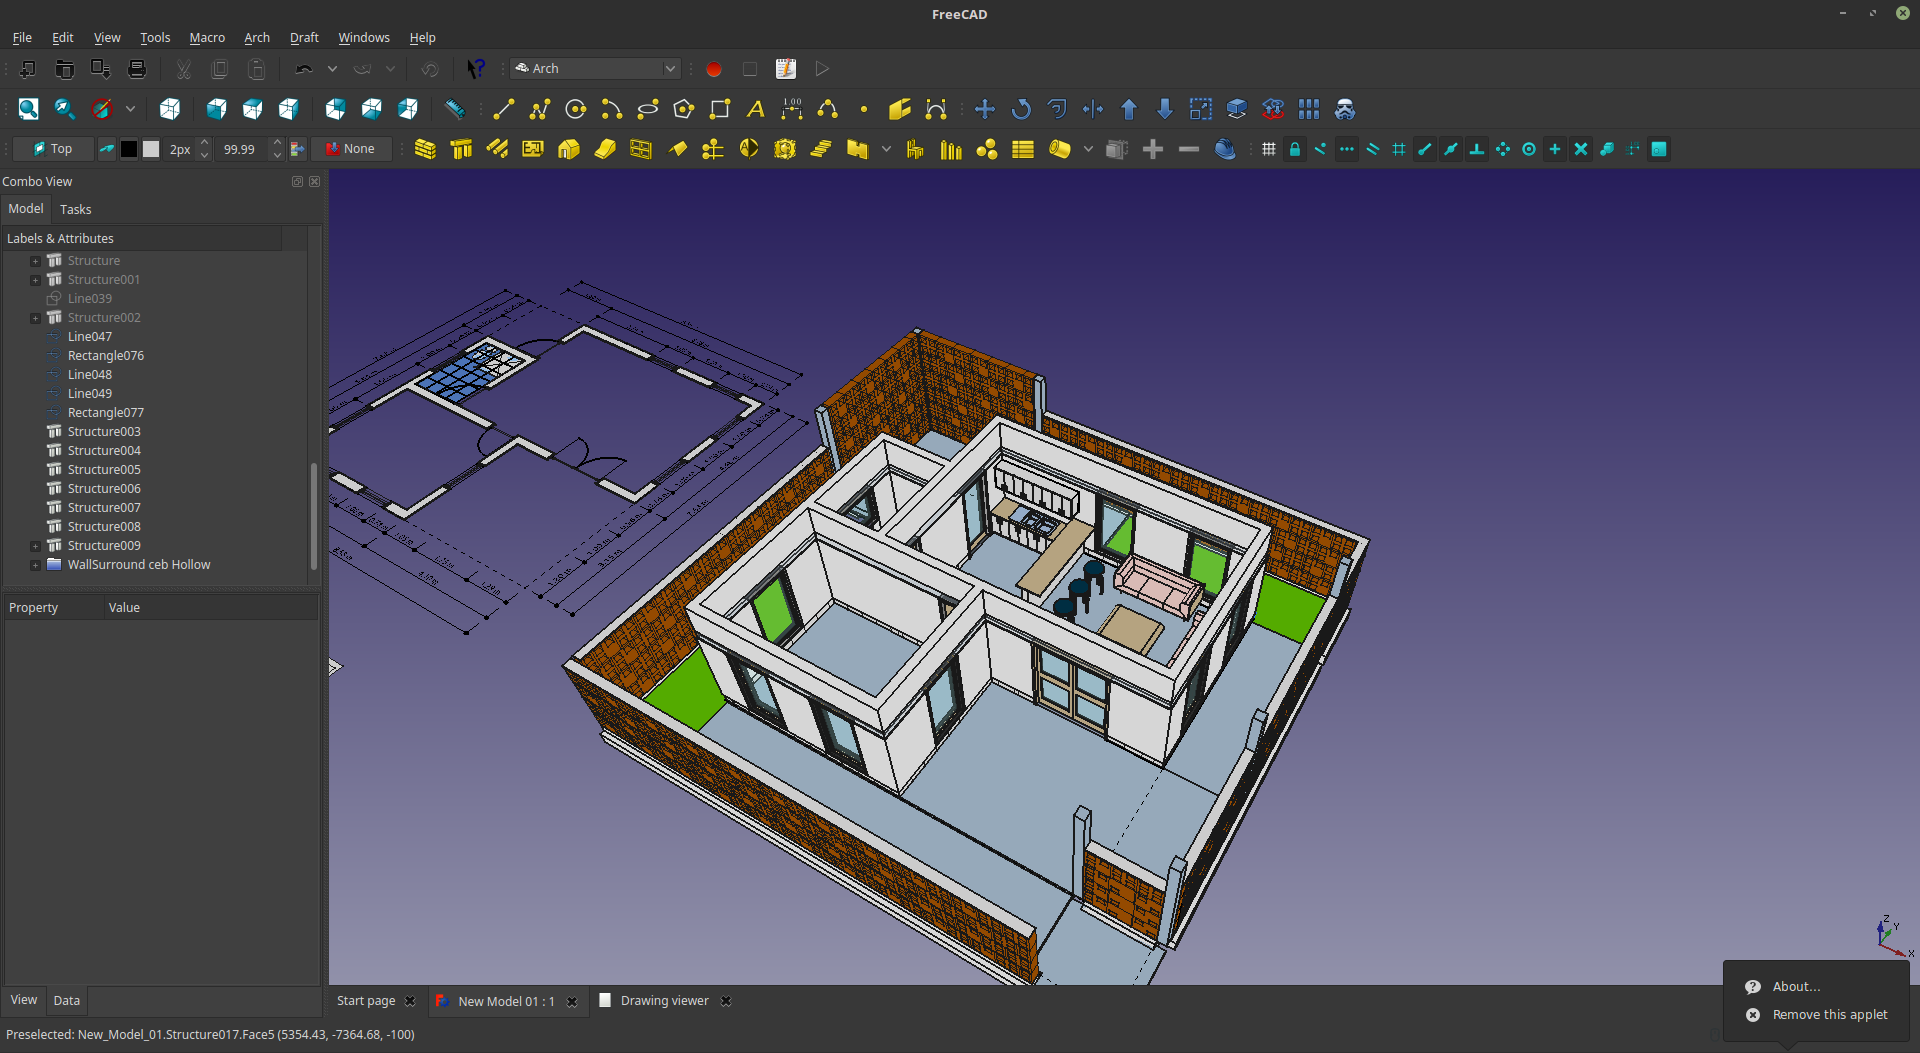 FreeCAD
File Edit View Tools Macro Arch Draft Windows Help
Arch
A 1.00
Top 2px 99.99 None
Combo View
Model Tasks
Labels & Attributes
Structure
Structure001
Line039
Structure002
Line047
Rectangle076
Line048
Line049
Rectangle077
Structure003
Structure004
Structure005
Structure006
Structure007
Structure008
Structure009
WallSurround ceb Hollow
Property Value
View Data
Start page New Model 01 : 1 Drawing viewer
Z
Y
X
About...
Remove this applet
Preselected: New_Model_01.Structure017.Face5 (5354.43, -7364.68, -100)